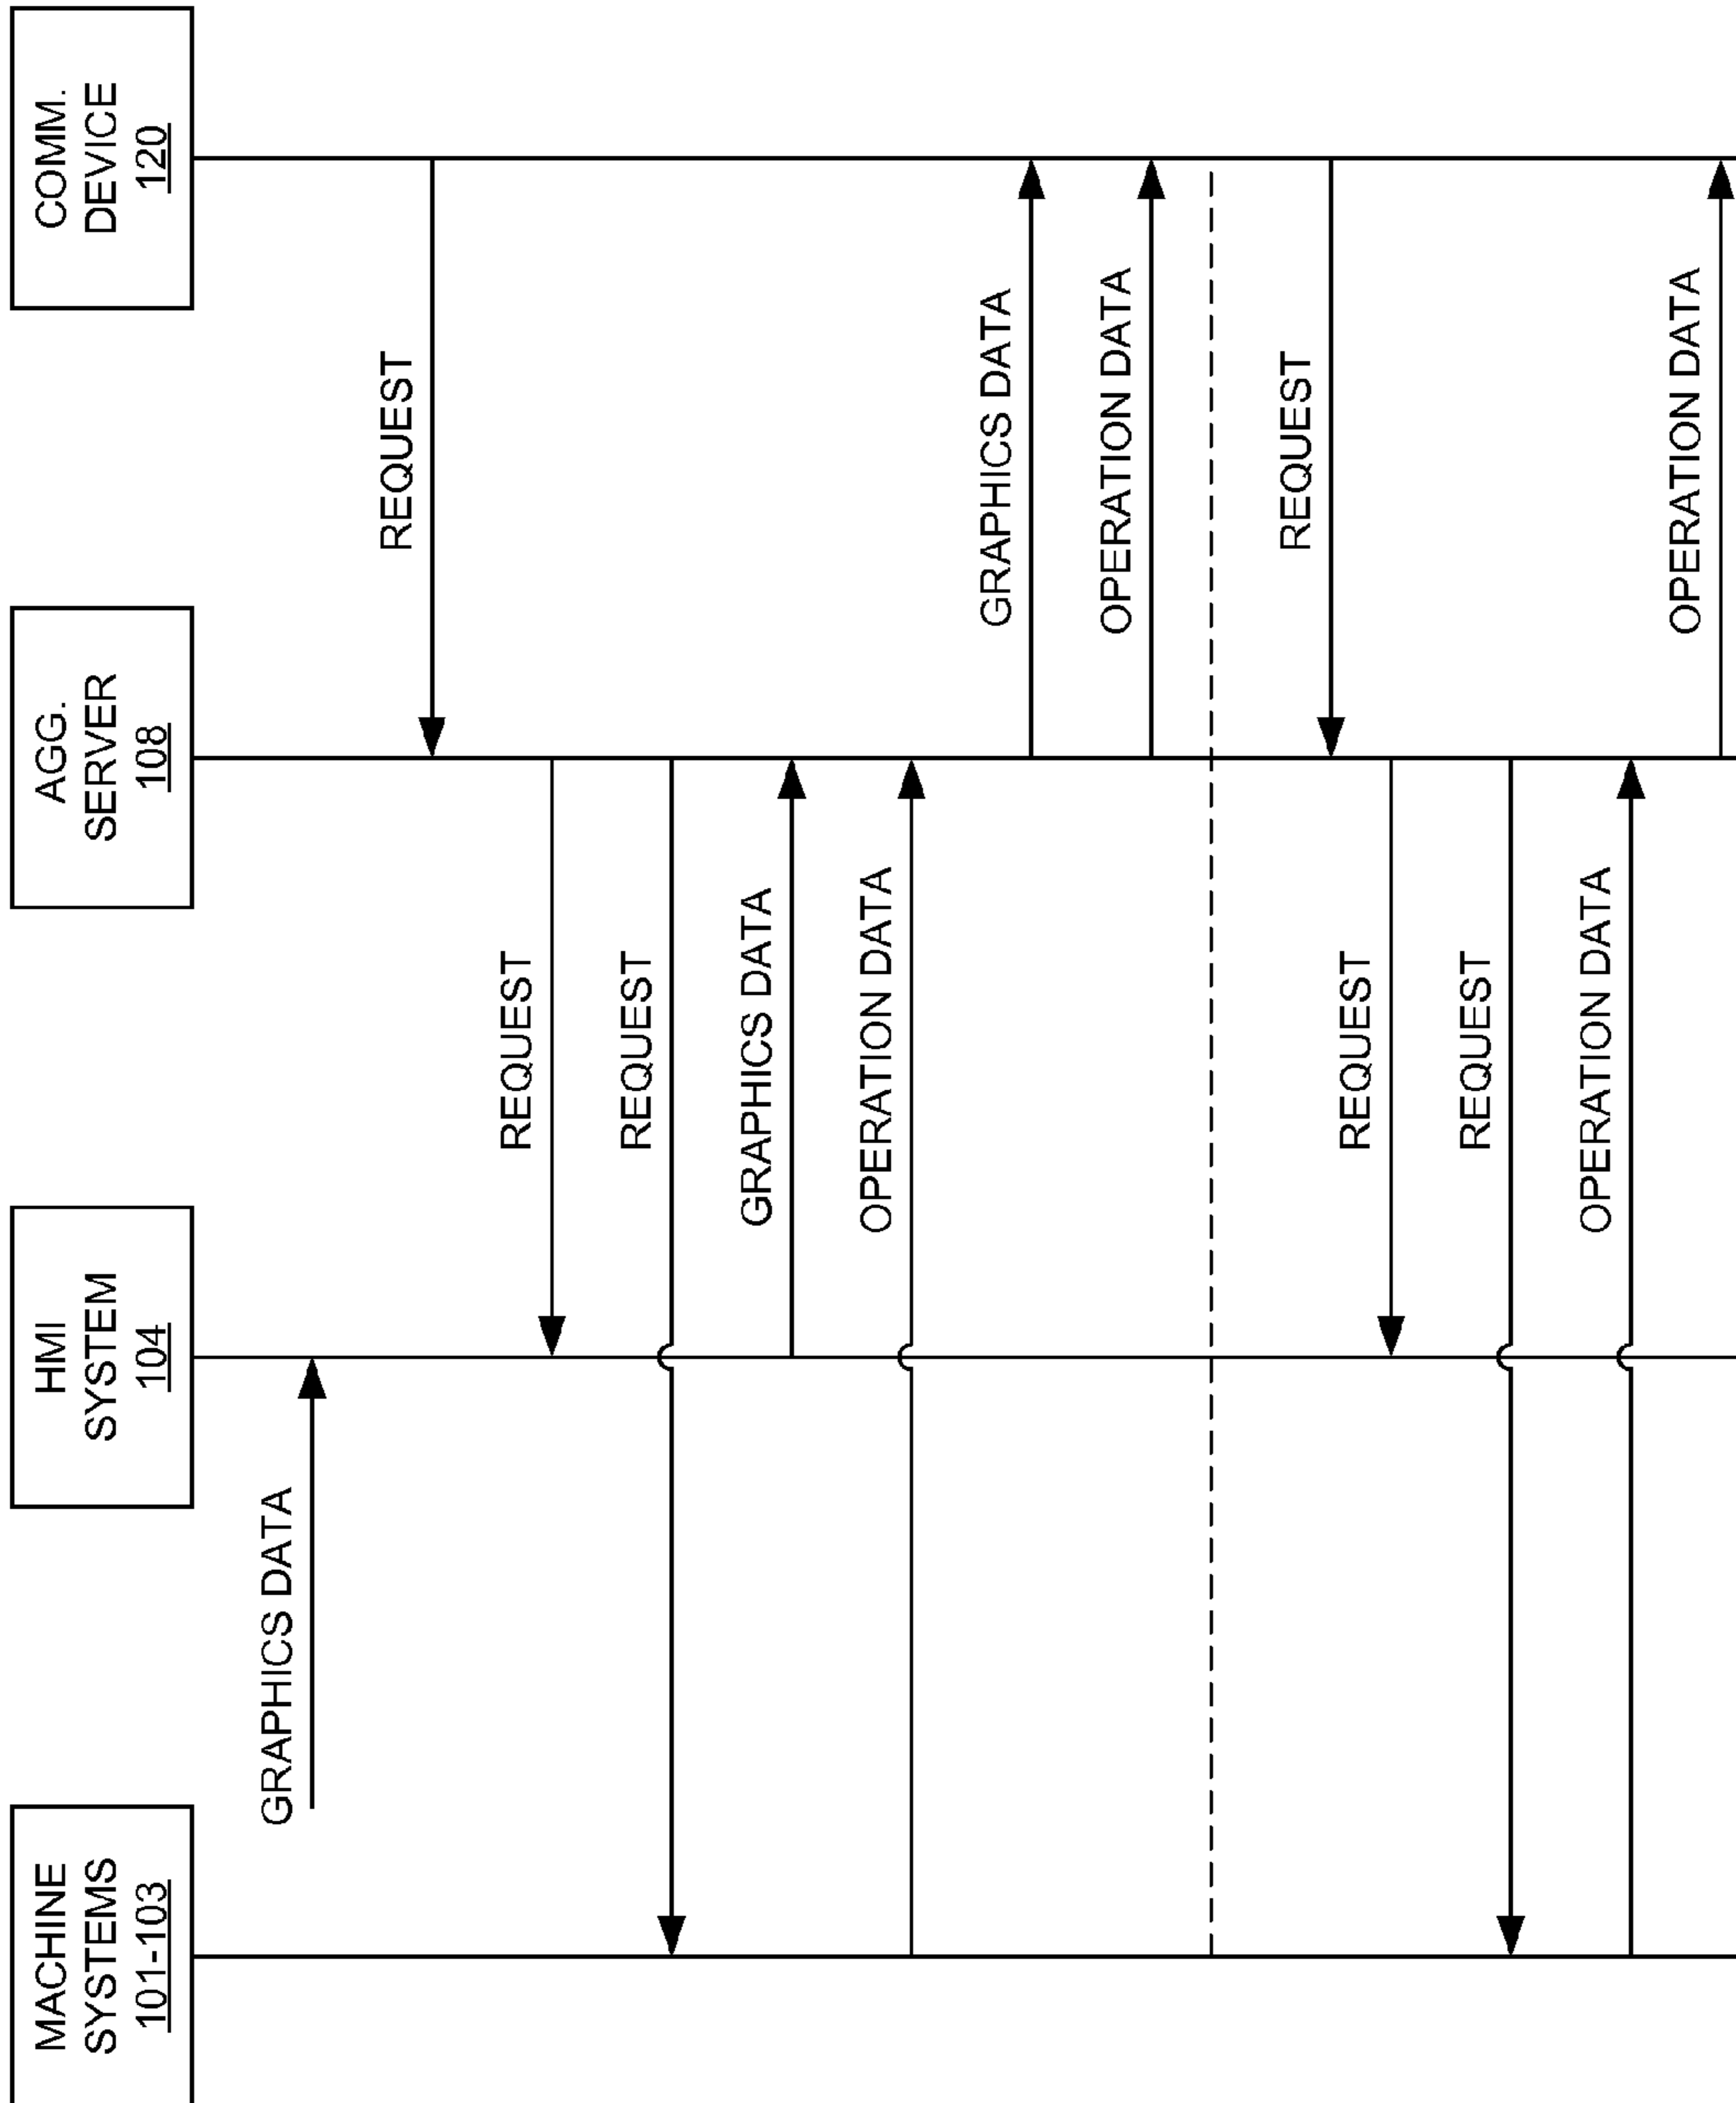 MACHINE
SYSTEMS
101-103
HMI
SYSTEM
104
AGG.
SERVER
108
COMM.
DEVICE
120
GRAPHICS DATA
REQUEST
REQUEST
REQUEST
GRAPHICS DATA
OPERATION DATA
GRAPHICS DATA
OPERATION DATA
REQUEST
REQUEST
REQUEST
OPERATION DATA
OPERATION DATA